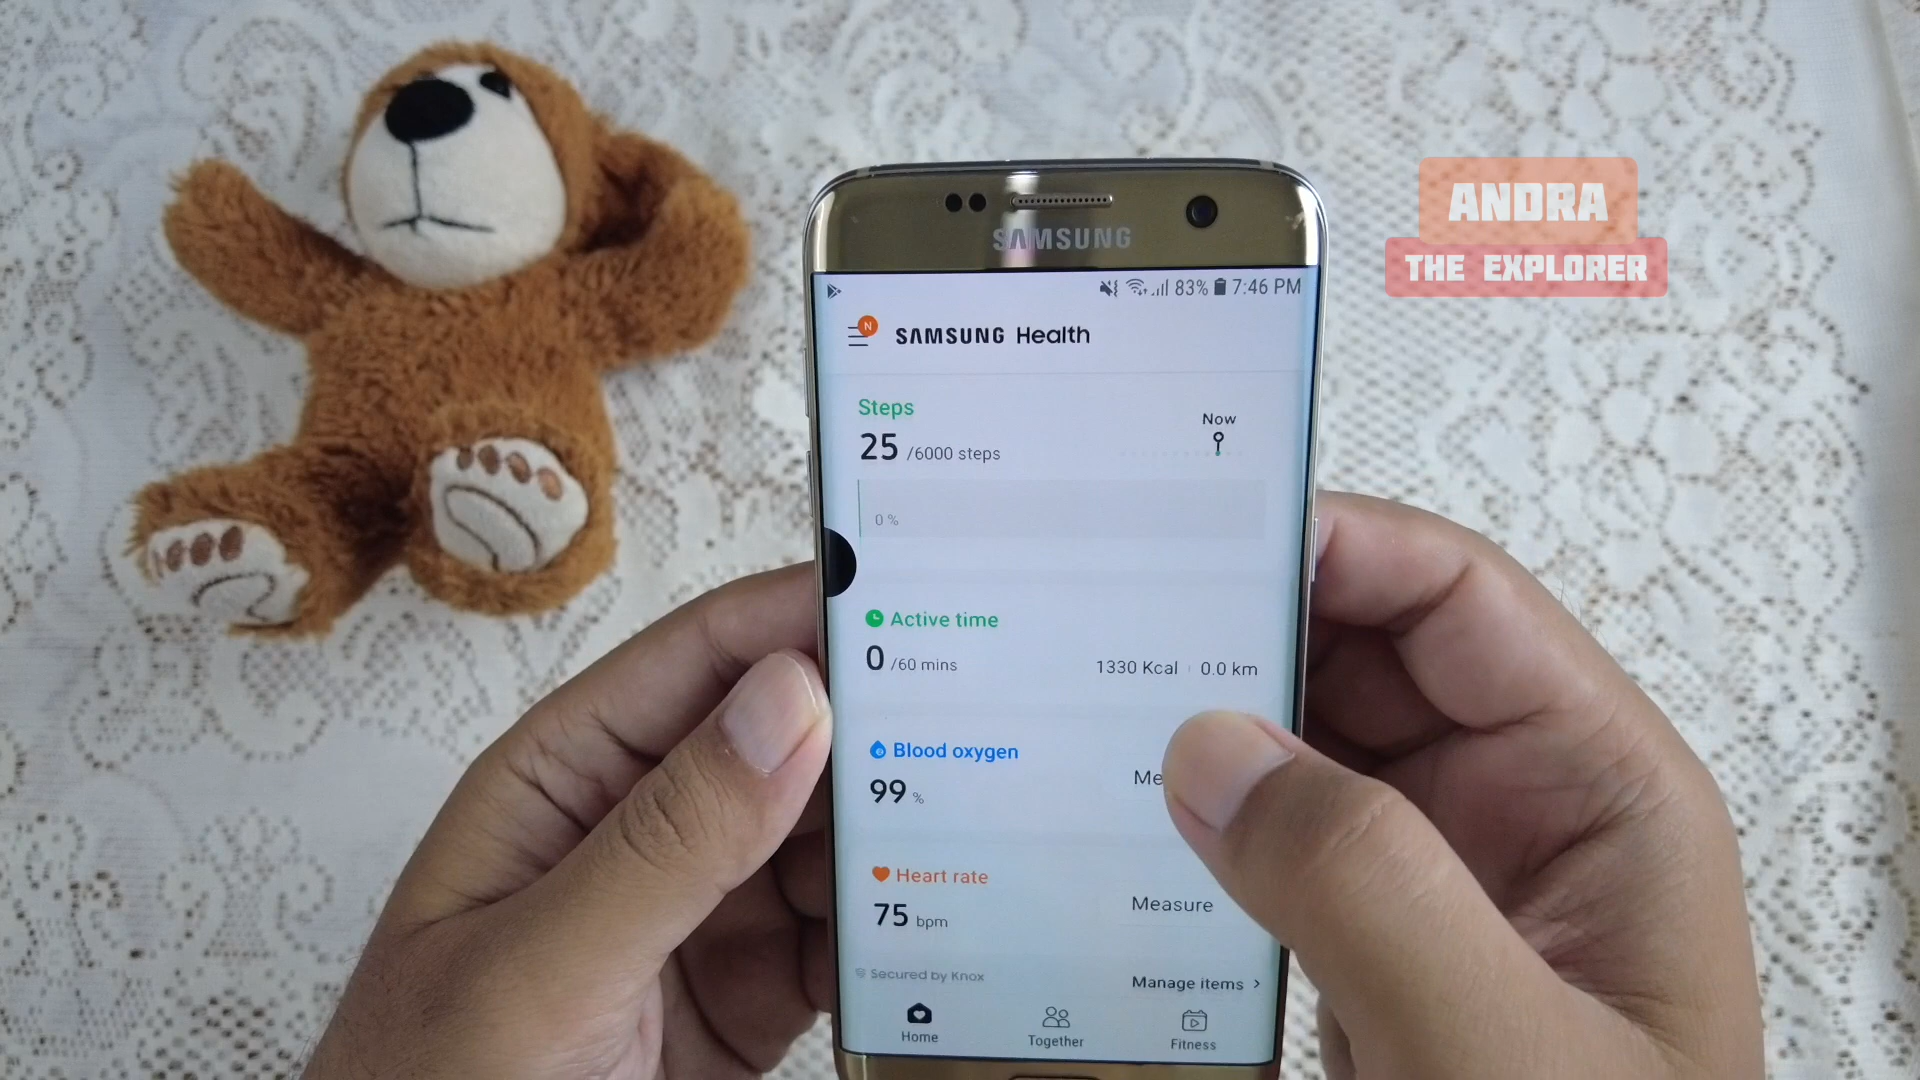 ANDRA
THE EXPLORER
SAMSUNG
83% 7:46 PM
N
SAMSUNG Health
Steps
25 /6000 steps
Now
0 %
Active time
0 /60 mins
1330 Kcal 0.0 km
Blood oxygen
99 %
Me
Heart rate
75 bpm
Measure
Secured by Knox
Manage items >
Home
Together
Fitness